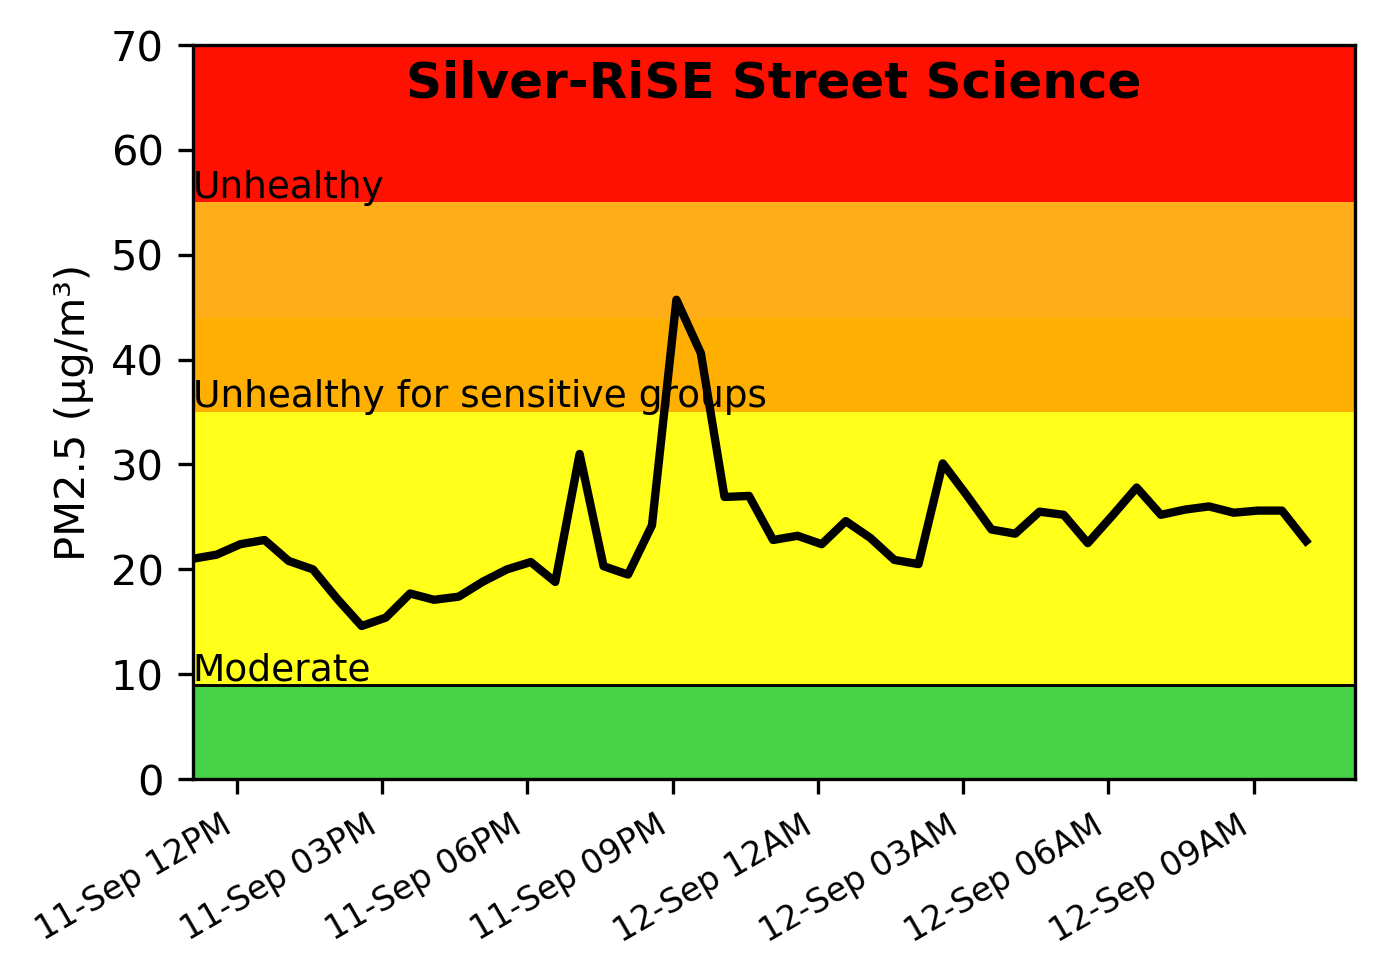 Silver-RiSE Street Science
70
60
50
40
30
20
10
0
PM2.5 (µg/m³)
Unhealthy
Unhealthy for sensitive groups
Moderate
11-Sep 12PM
11-Sep 03PM
11-Sep 06PM
11-Sep 09PM
12-Sep 12AM
12-Sep 03AM
12-Sep 06AM
12-Sep 09AM